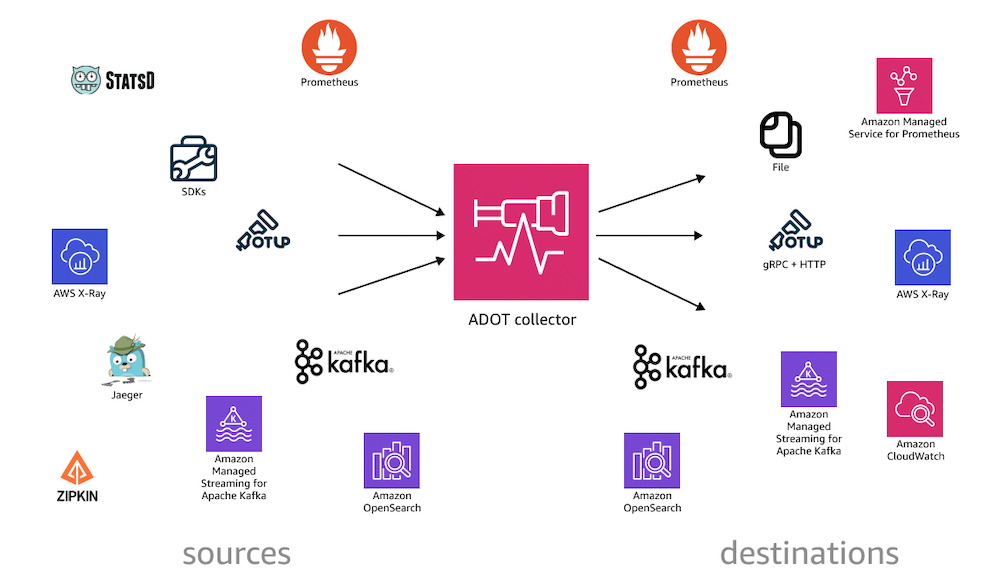 Prometheus
STATSD
SDKs
OTLP
AWS X-Ray
Jaeger
APACHE
kafka®
K
Amazon
Managed
Streaming for
Apache Kafka
Amazon
OpenSearch
ZIPKIN
sources
ADOT collector
Prometheus
Amazon Managed
Service for Prometheus
File
OTLP
gRPC + HTTP
AWS X-Ray
APACHE
kafka®
K
Amazon
Managed
Streaming for
Apache Kafka
Amazon
CloudWatch
Amazon
OpenSearch
destinations